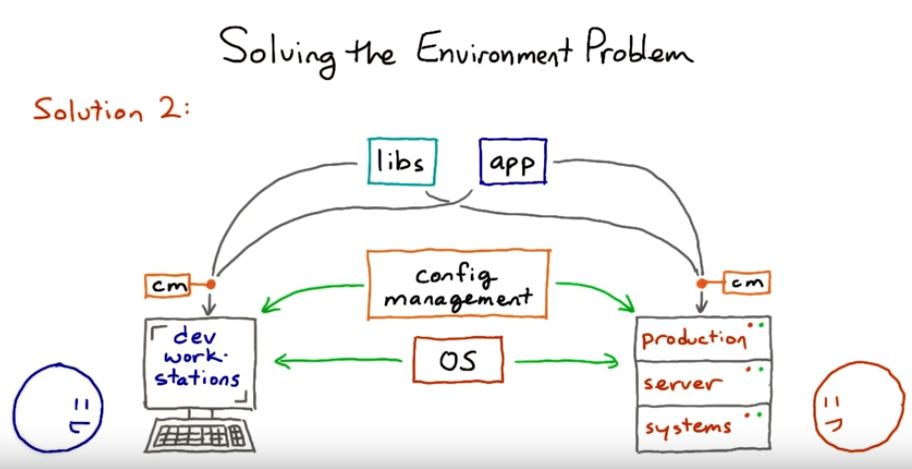 Solving the Environment Problem
Solution 2:
libs
app
cm
config
management
cm
dev
work-
stations
OS
production
server
systems